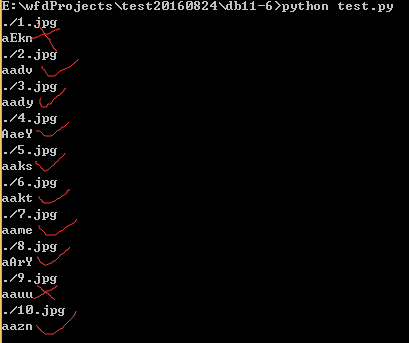 E:\wfdProjects\test20160824\db11-6>python test.py
./1.jpg
aEkn
./2.jpg
aadv
./3.jpg
aady
./4.jpg
AaeY
./5.jpg
aaks
./6.jpg
aakt
./7.jpg
aame
./8.jpg
aArY
./9.jpg
aauu
./10.jpg
aazn